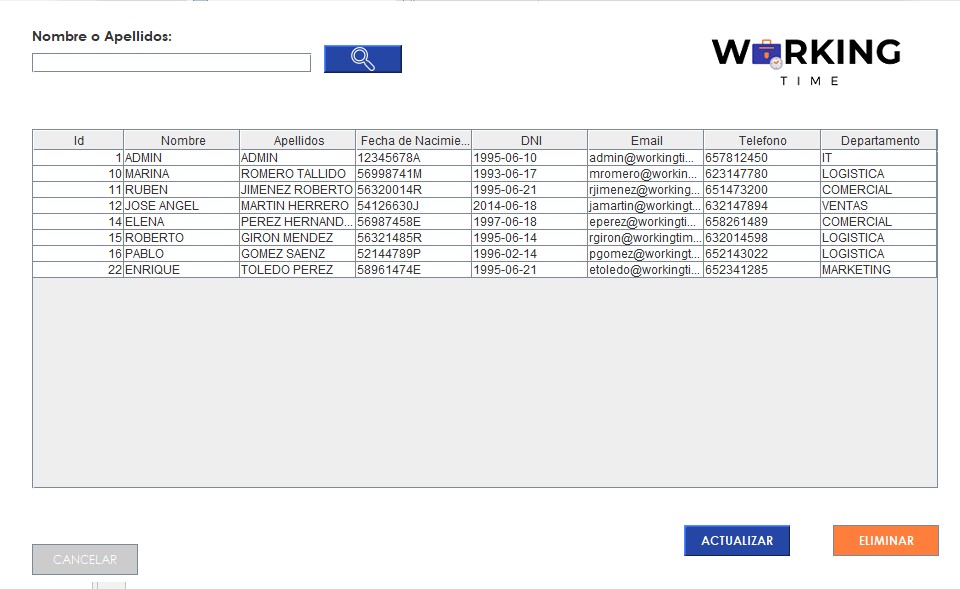 Nombre o Apellidos:
WORKING
TIME
Id Nombre Apellidos Fecha de Nacimie... DNI Email Telefono Departamento
1 ADMIN ADMIN 12345678A 1995-06-10 admin@workingti... 657812450 IT
10 MARINA ROMERO TALLIDO 56998741M 1993-06-17 mromero@workin... 623147780 LOGISTICA
11 RUBEN JIMENEZ ROBERTO 56320014R 1995-06-21 rjimenez@working... 651473200 COMERCIAL
12 JOSE ANGEL MARTIN HERRERO 54126630J 2014-06-18 jamartin@workingt... 632147894 VENTAS
14 ELENA PEREZ HERNAND... 56987458E 1997-06-18 eperez@workingti... 658261489 COMERCIAL
15 ROBERTO GIRON MENDEZ 56321485R 1995-06-14 rgiron@workingtim... 632014598 LOGISTICA
16 PABLO GOMEZ SAENZ 52144789P 1996-02-14 pgomez@workingt... 652143022 LOGISTICA
22 ENRIQUE TOLEDO PEREZ 58961474E 1995-06-21 etoledo@workingti... 652341285 MARKETING
ACTUALIZAR ELIMINAR
CANCELAR